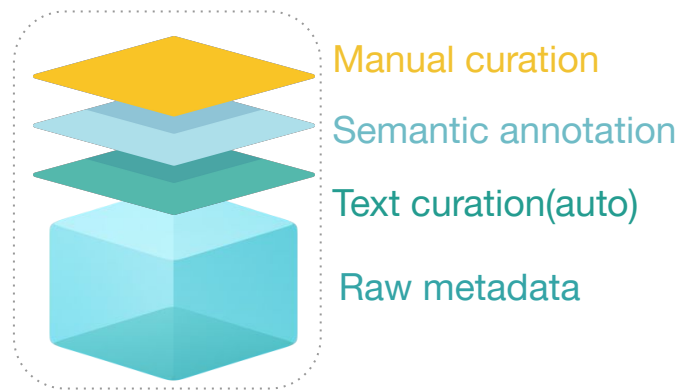 Manual curation
Semantic annotation
Text curation(auto)
Raw metadata